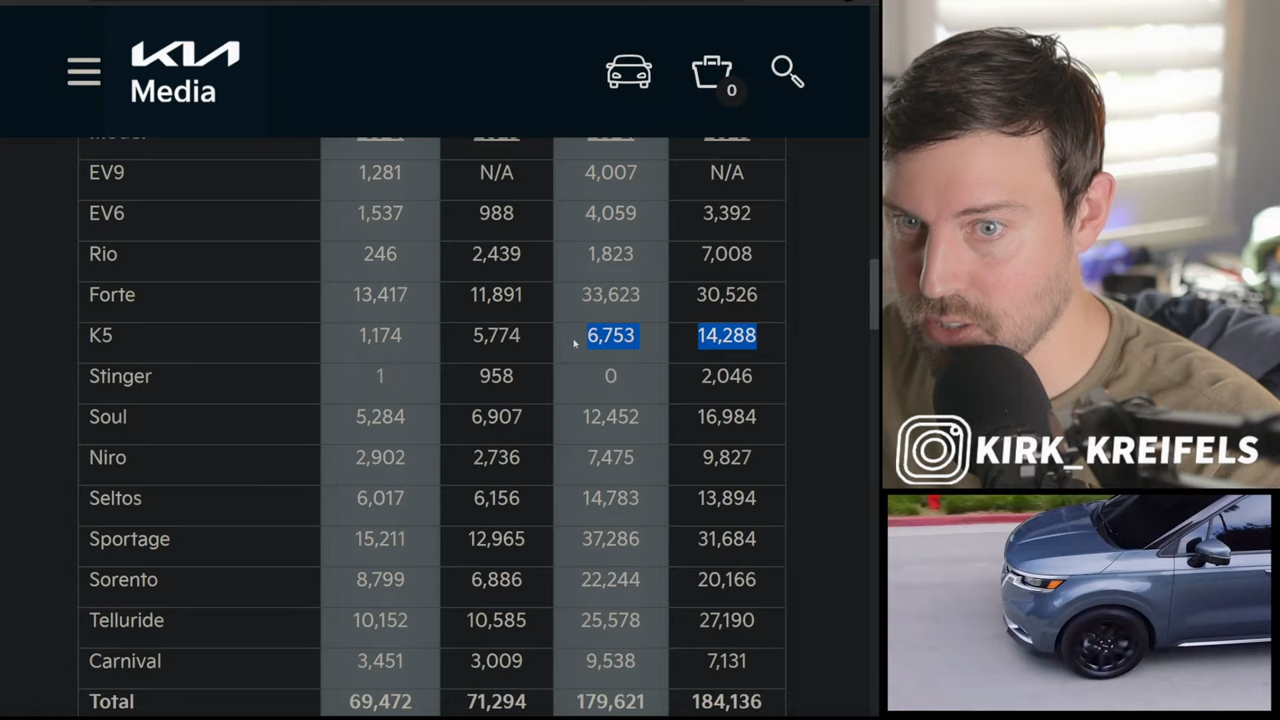 KIA
Media
0
EV9 1,281 N/A 4,007 N/A
EV6 1,537 988 4,059 3,392
Rio 246 2,439 1,823 7,008
Forte 13,417 11,891 33,623 30,526
K5 1,174 5,774 6,753 14,288
Stinger 1 958 0 2,046
Soul 5,284 6,907 12,452 16,984
Niro 2,902 2,736 7,475 9,827
Seltos 6,017 6,156 14,783 13,894
Sportage 15,211 12,965 37,286 31,684
Sorento 8,799 6,886 22,244 20,166
Telluride 10,152 10,585 25,578 27,190
Carnival 3,451 3,009 9,538 7,131
Total 69,472 71,294 179,621 184,136
KIRK_KREIFELS